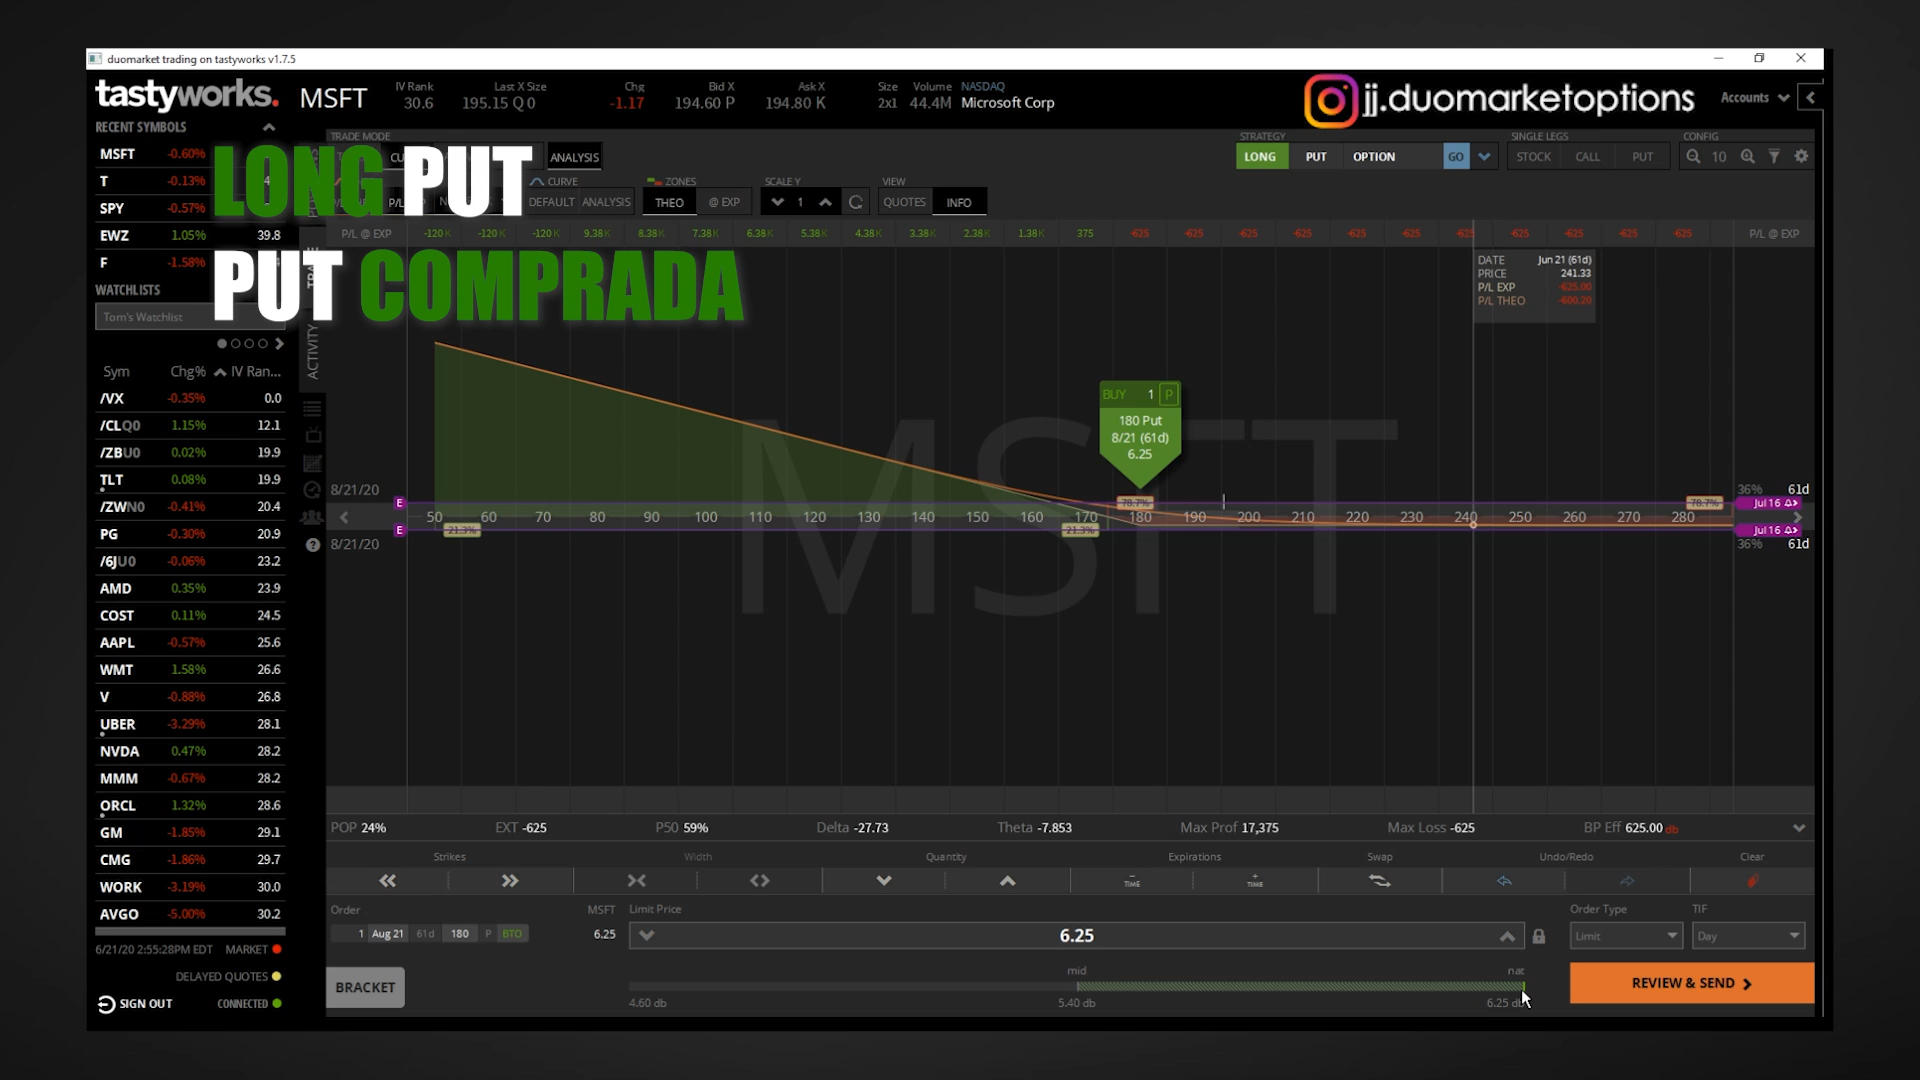 duomarket trading on tastyworks v1.7.5
tastyworks. MSFT
IV Rank 30.6
Last X Size 195.15 Q 0
Chg -1.17
Bid X 194.60 P
Ask X 194.80 K
Size 2x1
Volume 44.4M
NASDAQ Microsoft Corp
jj.duomarketoptions
Accounts
RECENT SYMBOLS
MSFT -0.60%
T -0.13%
SPY -0.57%
EWZ 1.05% 39.8
F -1.58%
LONG PUT
PUT COMPRADA
WATCHLISTS
Tom's Watchlist
Sym Chg% IV Ran...
/VX -0.35% 0.0
/CLQ0 1.15% 12.1
/ZBU0 0.02% 19.9
TLT 0.08% 19.9
/ZWN0 -0.41% 20.4
PG -0.30% 20.9
/6JU0 -0.06% 23.2
AMD 0.35% 23.9
COST 0.11% 24.5
AAPL -0.57% 25.6
WMT 1.58% 26.6
V -0.88% 26.8
UBER -3.29% 28.1
NVDA 0.47% 28.2
MMM -0.67% 28.2
ORCL 1.32% 28.6
GM -1.85% 29.1
CMG -1.86% 29.7
WORK -3.19% 30.0
AVGO -5.00% 30.2
6/21/20 2:55:28PM EDT MARKET
DELAYED QUOTES
SIGN OUT CONNECTED
ACTIVITY
TRADE MODE
ANALYSIS
STRATEGY
LONG PUT OPTION GO
SINGLE LEGS
STOCK CALL PUT
CONFIG
10
CURVE
DEFAULT ANALYSIS
ZONES
THEO @ EXP
SCALE Y
1
VIEW
QUOTES INFO
P/L @ EXP -120K -120K -120K 9.38K 8.38K 7.38K 6.38K 5.38K 4.38K 3.38K 2.38K 1.38K 375 -625 -625 -625 -625 -625 -625 -625 -625 -625 -625 -625 P/L @ EXP
DATE Jun 21 (61d)
PRICE 241.33
P/L EXP -625.00
P/L THEO -600.20
BUY 1 P
180 Put
8/21 (61d)
6.25
MSFT
8/21/20 E 78.7% 78.7% 36% 61d
Jul 16
50 60 70 80 90 100 110 120 130 140 150 160 170 180 190 200 210 220 230 240 250 260 270 280
8/21/20 E 21.3% 21.3% Jul 16
36% 61d
POP 24% EXT -625 P50 59% Delta -27.73 Theta -7.853 Max Prof 17,375 Max Loss -625 BP Eff 625.00 db
Strikes Width Quantity Expirations Swap Undo/Redo Clear
TIME TIME
Order MSFT Limit Price Order Type TIF
1 Aug 21 61d 180 P BTO 6.25 6.25 Limit Day
BRACKET
mid nat
4.60 db 5.40 db 6.25 db
REVIEW & SEND